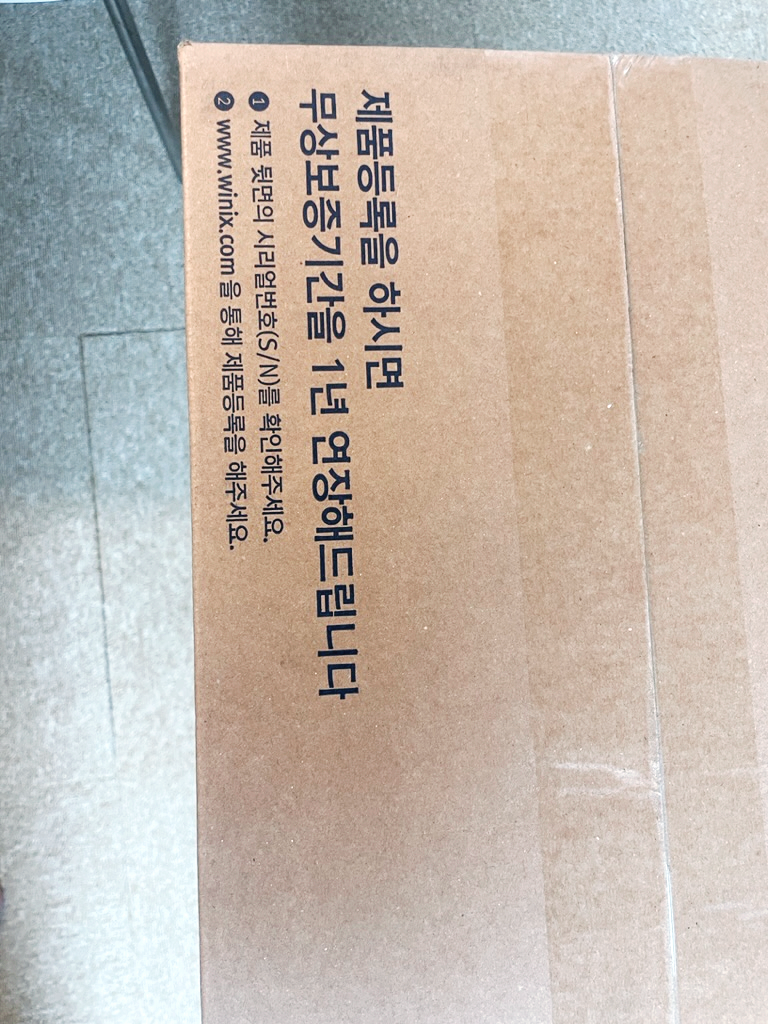 제품등록을 하시면
무상보증기간을 1년 연장해드립니다
❶ 제품 뒷면의 시리얼번호(S/N)를 확인해주세요.
❷ www.winix.com 을 통해 제품등록을 해주세요.